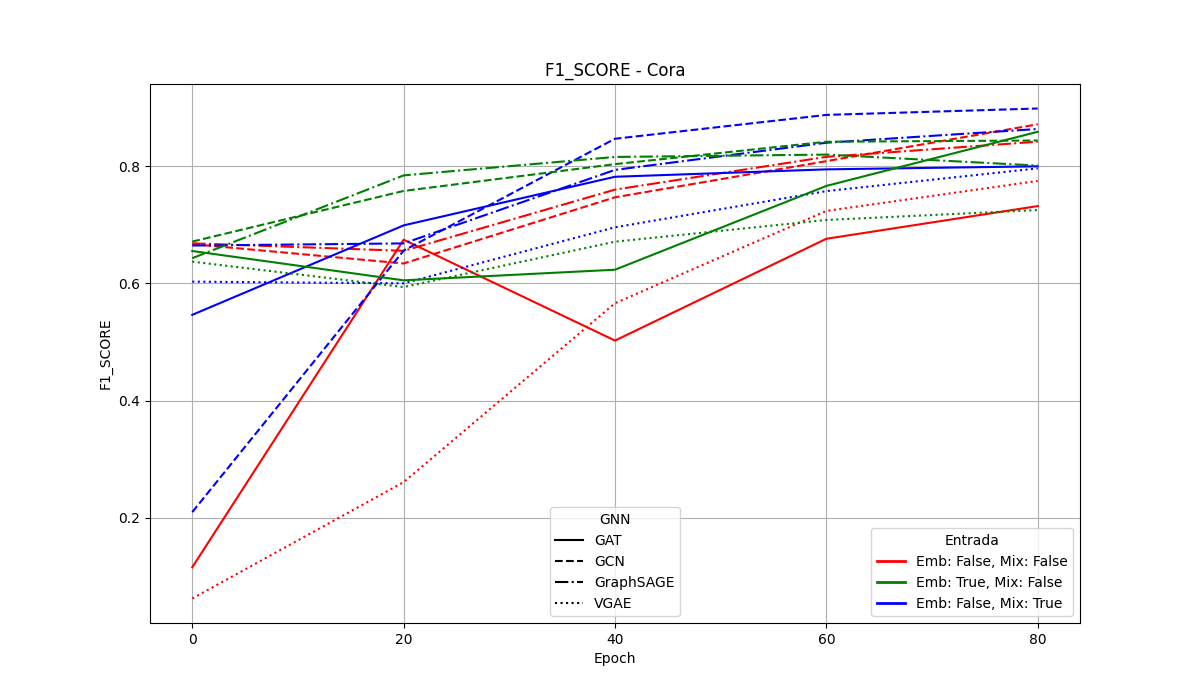 F1_SCORE - Cora
F1_SCORE
0.8
0.6
0.4
0.2
0 20 40 60 80
Epoch
GNN
GAT
GCN
GraphSAGE
VGAE
Entrada
Emb: False, Mix: False
Emb: True, Mix: False
Emb: False, Mix: True